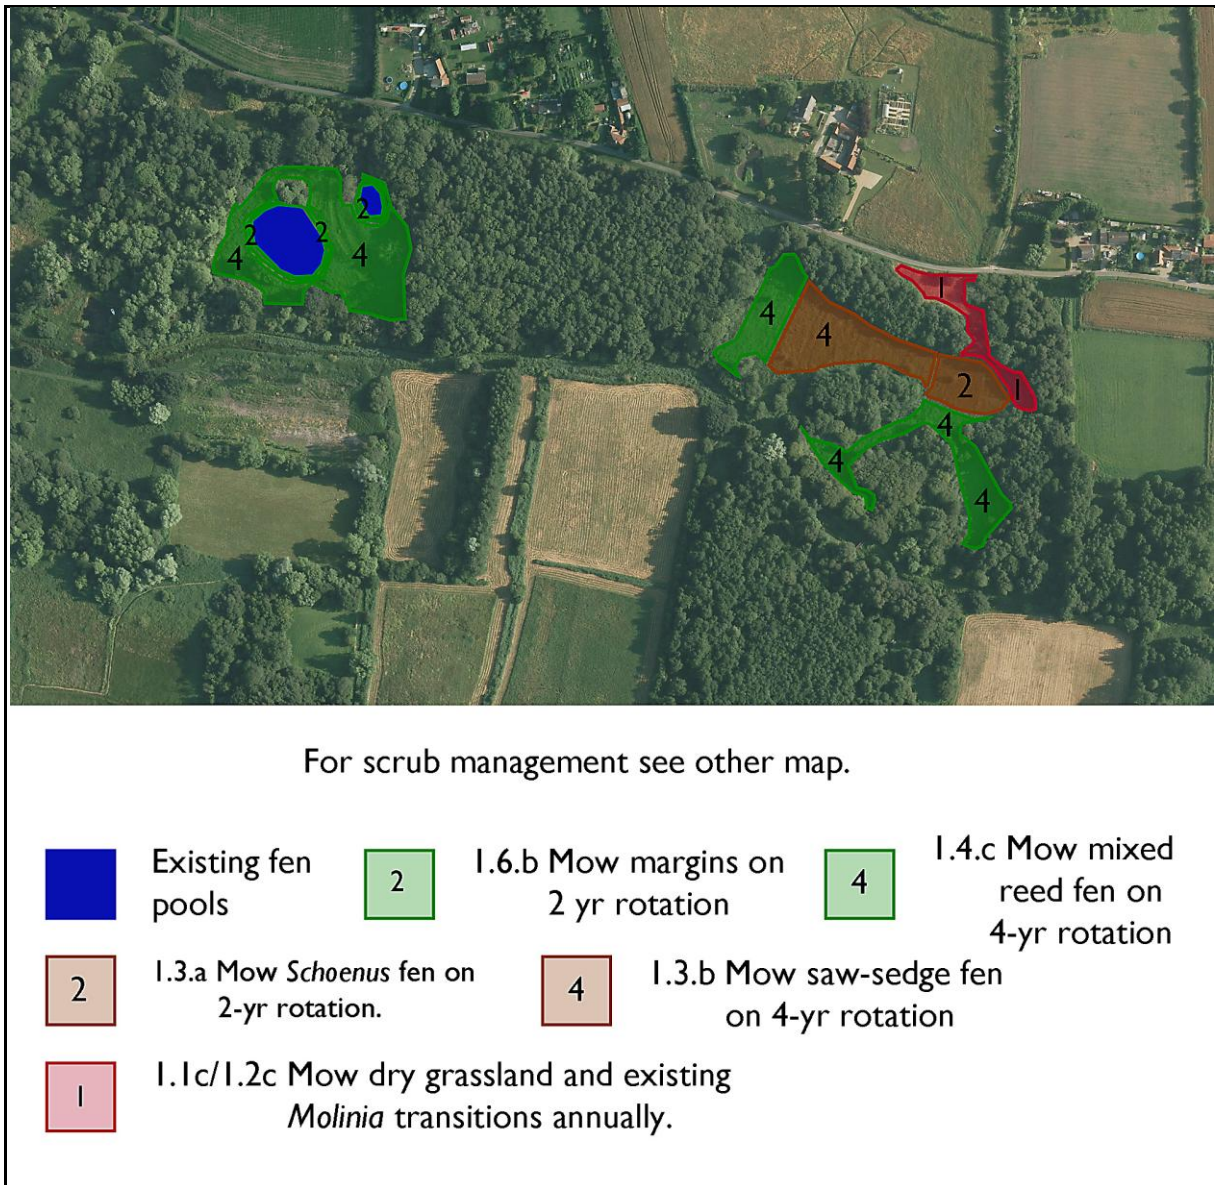 2
2
2
4
4
4
4
1
2
1
4
4
4
For scrub management see other map.
Existing fen
pools
2
1.6.b Mow margins on
2 yr rotation
4
1.4.c Mow mixed
reed fen on
4-yr rotation
2
1.3.a Mow Schoenus fen on
2-yr rotation.
4
1.3.b Mow saw-sedge fen
on 4-yr rotation
1
1.1c/1.2c Mow dry grassland and existing
Molinia transitions annually.